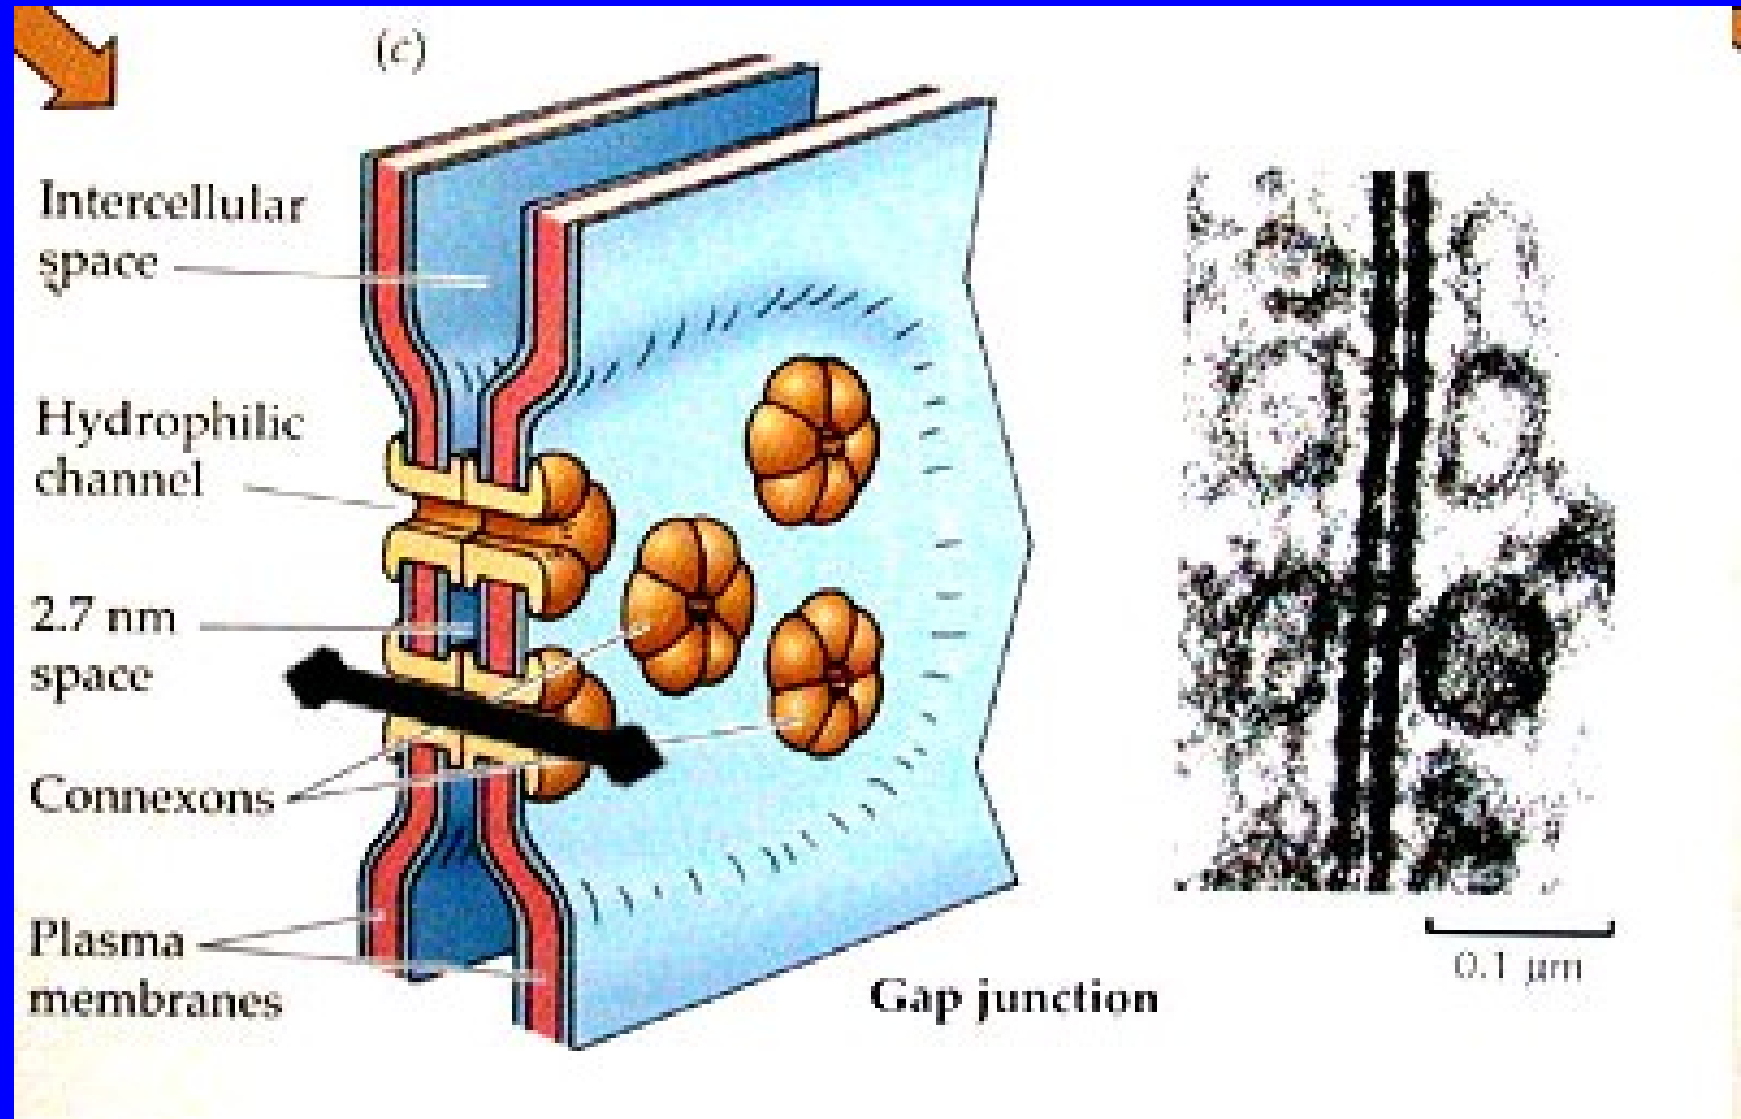 (c)
Intercellular
space
Hydrophilic
channel
2.7 nm
space
Connexons
Plasma
membranes
Gap junction
0.1 µm